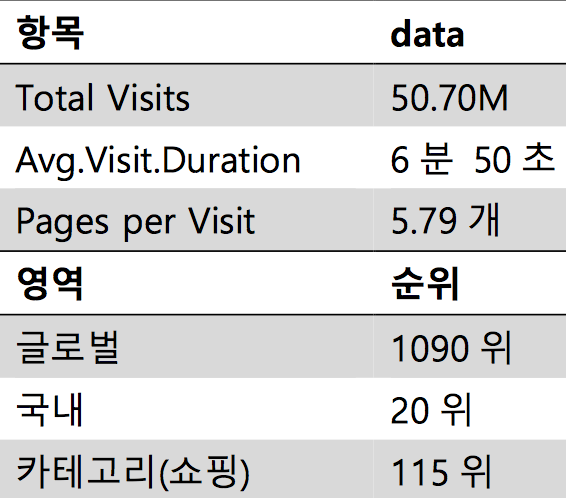 항목 data
Total Visits 50.70M
Avg.Visit.Duration 6 분 50 초
Pages per Visit 5.79 개
영역 순위
글로벌 1090 위
국내 20 위
카테고리(쇼핑) 115 위